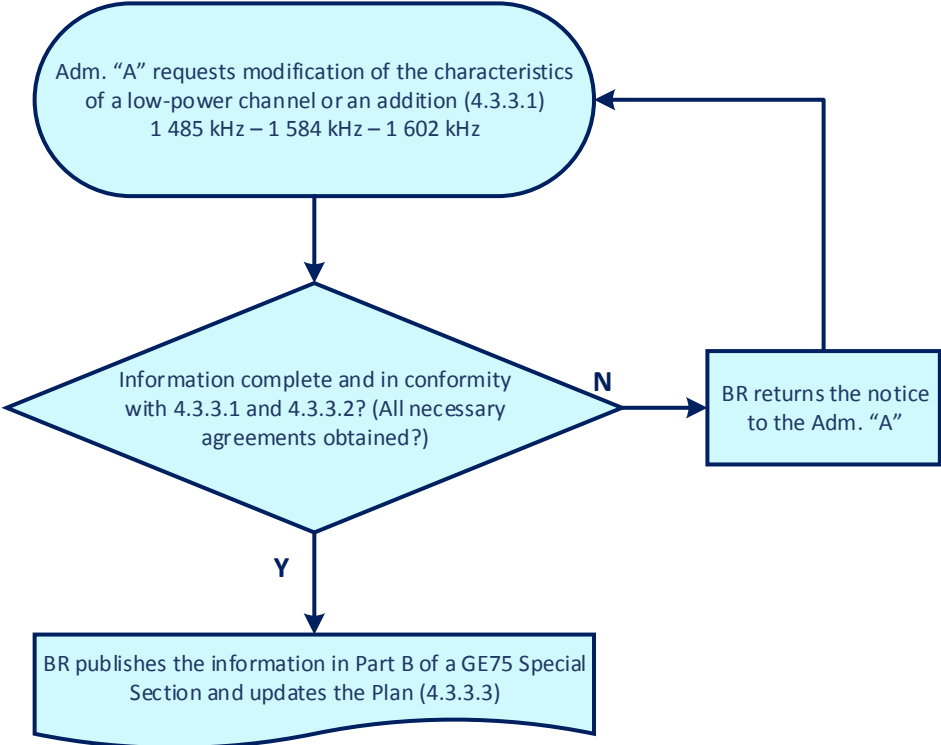 Adm. “A” requests modification of the characteristics
of a low-power channel or an addition (4.3.3.1)
1 485 kHz – 1 584 kHz – 1 602 kHz
Information complete and in conformity
with 4.3.3.1 and 4.3.3.2? (All necessary
agreements obtained?)
N
BR returns the notice
to the Adm. “A”
Y
BR publishes the information in Part B of a GE75 Special
Section and updates the Plan (4.3.3.3)